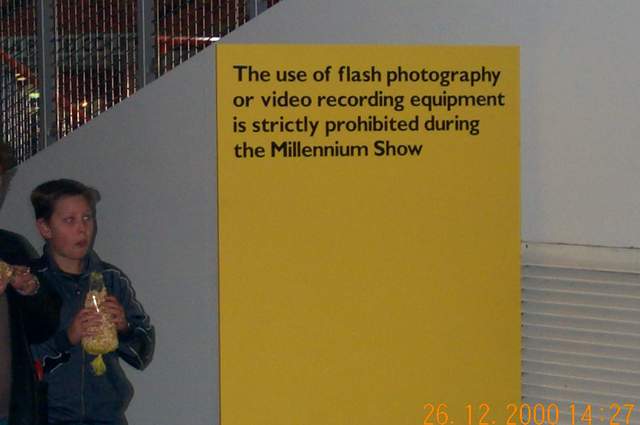 The use of flash photography
or video recording equipment
is strictly prohibited during
the Millennium Show
26. 12. 2000 14:27